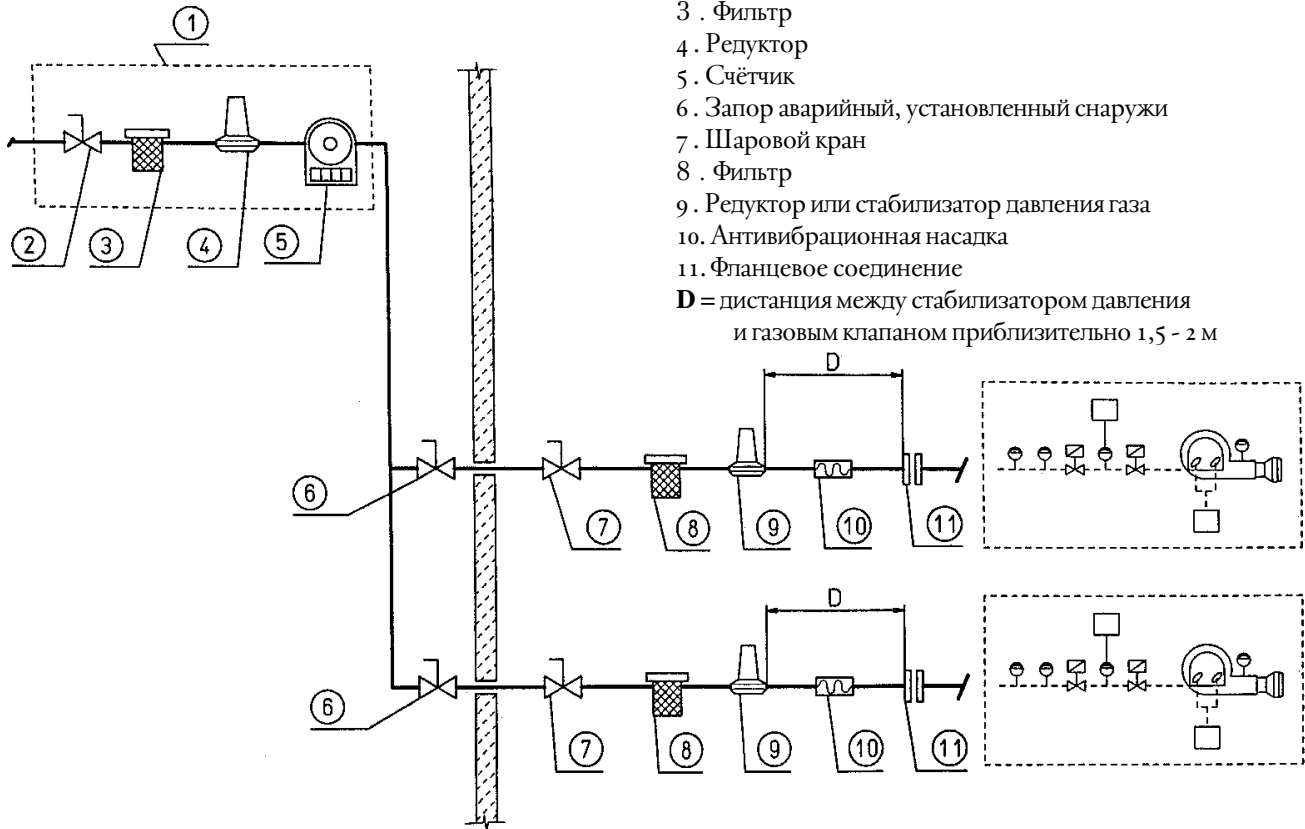 3 . Фильтр
4 . Редуктор
5 . Счётчик
6 . Запор аварийный, установленный снаружи
7 . Шаровой кран
8 . Фильтр
9 . Редуктор или стабилизатор давления газа
10. Антивибрационная насадка
11. Фланцевое соединение
D = дистанция между стабилизатором давления
и газовым клапаном приблизительно 1,5 - 2 м
1
2 3 4 5
D
6 7 8 9 10 11
D
6 7 8 9 10 11